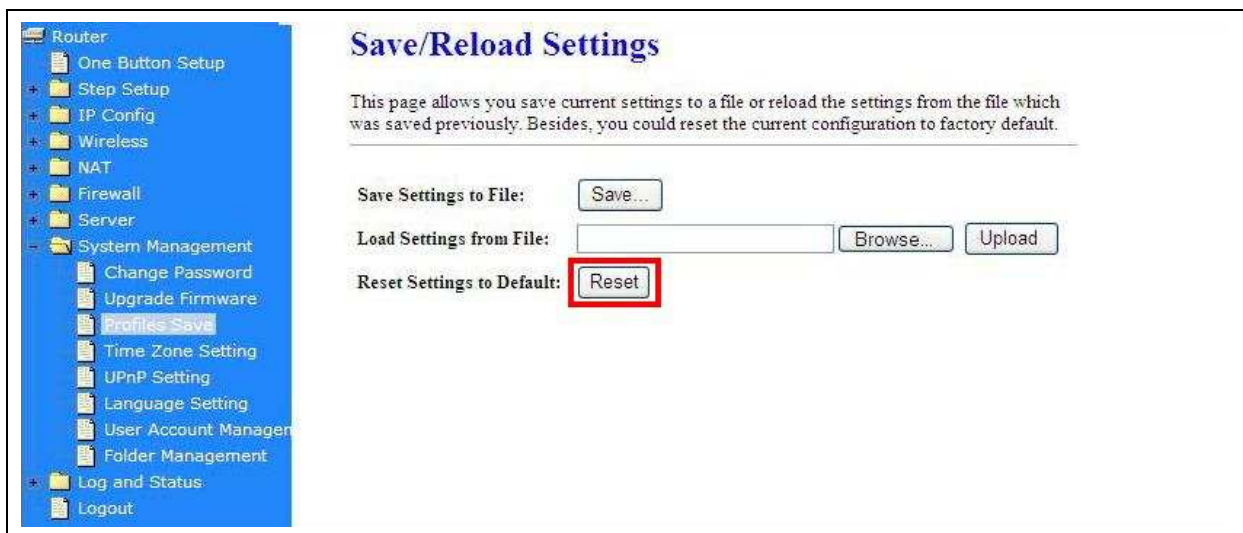 Router
One Button Setup
Step Setup
IP Config
Wireless
NAT
Firewall
Server
System Management
Change Password
Upgrade Firmware
Profiles Save
Time Zone Setting
UPnP Setting
Language Setting
User Account Managen
Folder Management
Log and Status
Logout
Save/Reload Settings
This page allows you save current settings to a file or reload the settings from the file which
was saved previously. Besides, you could reset the current configuration to factory default.
Save Settings to File: Save...
Load Settings from File: Browse... Upload
Reset Settings to Default: Reset